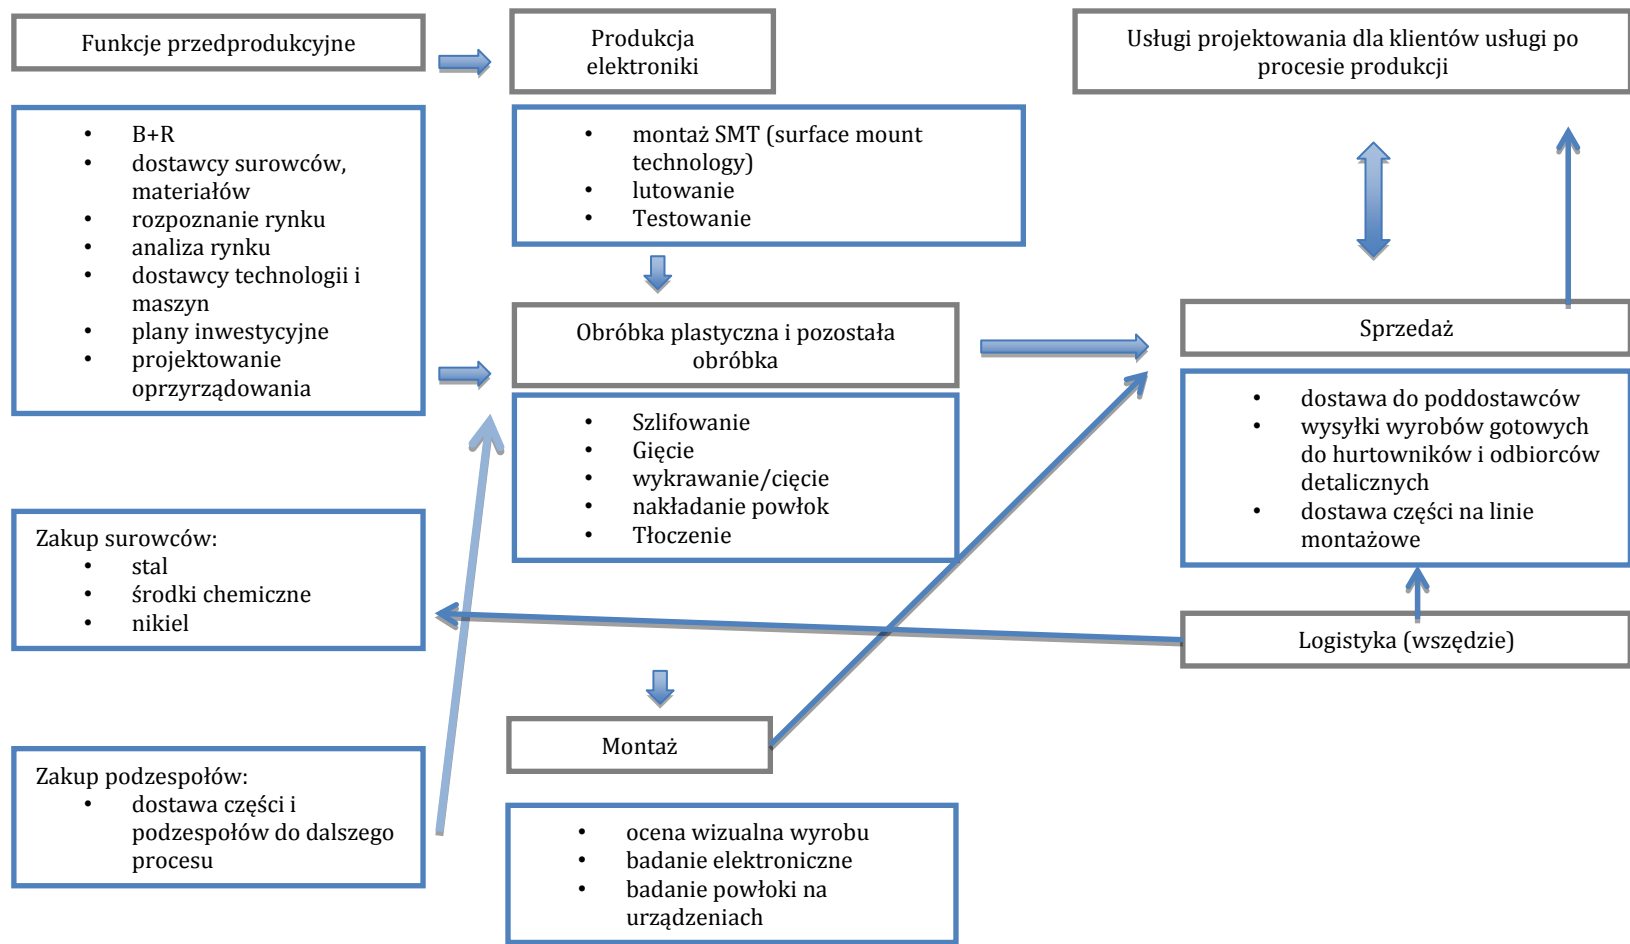 Funkcje przedprodukcyjne
• B+R
• dostawcy surowców,
materiałów
• rozpoznanie rynku
• analiza rynku
• dostawcy technologii i
maszyn
• plany inwestycyjne
• projektowanie
oprzyrządowania
Zakup surowców:
• stal
• środki chemiczne
• nikiel
Zakup podzespołów:
• dostawa części i
podzespołów do dalszego
procesu
Produkcja
elektroniki
• montaż SMT (surface mount
technology)
• lutowanie
• Testowanie
Obróbka plastyczna i pozostała
obróbka
• Szlifowanie
• Gięcie
• wykrawanie/cięcie
• nakładanie powłok
• Tłoczenie
Montaż
• ocena wizualna wyrobu
• badanie elektroniczne
• badanie powłoki na
urządzeniach
Usługi projektowania dla klientów usługi po
procesie produkcji
Sprzedaż
• dostawa do poddostawców
• wysyłki wyrobów gotowych
do hurtowników i odbiorców
detalicznych
• dostawa części na linie
montażowe
Logistyka (wszędzie)